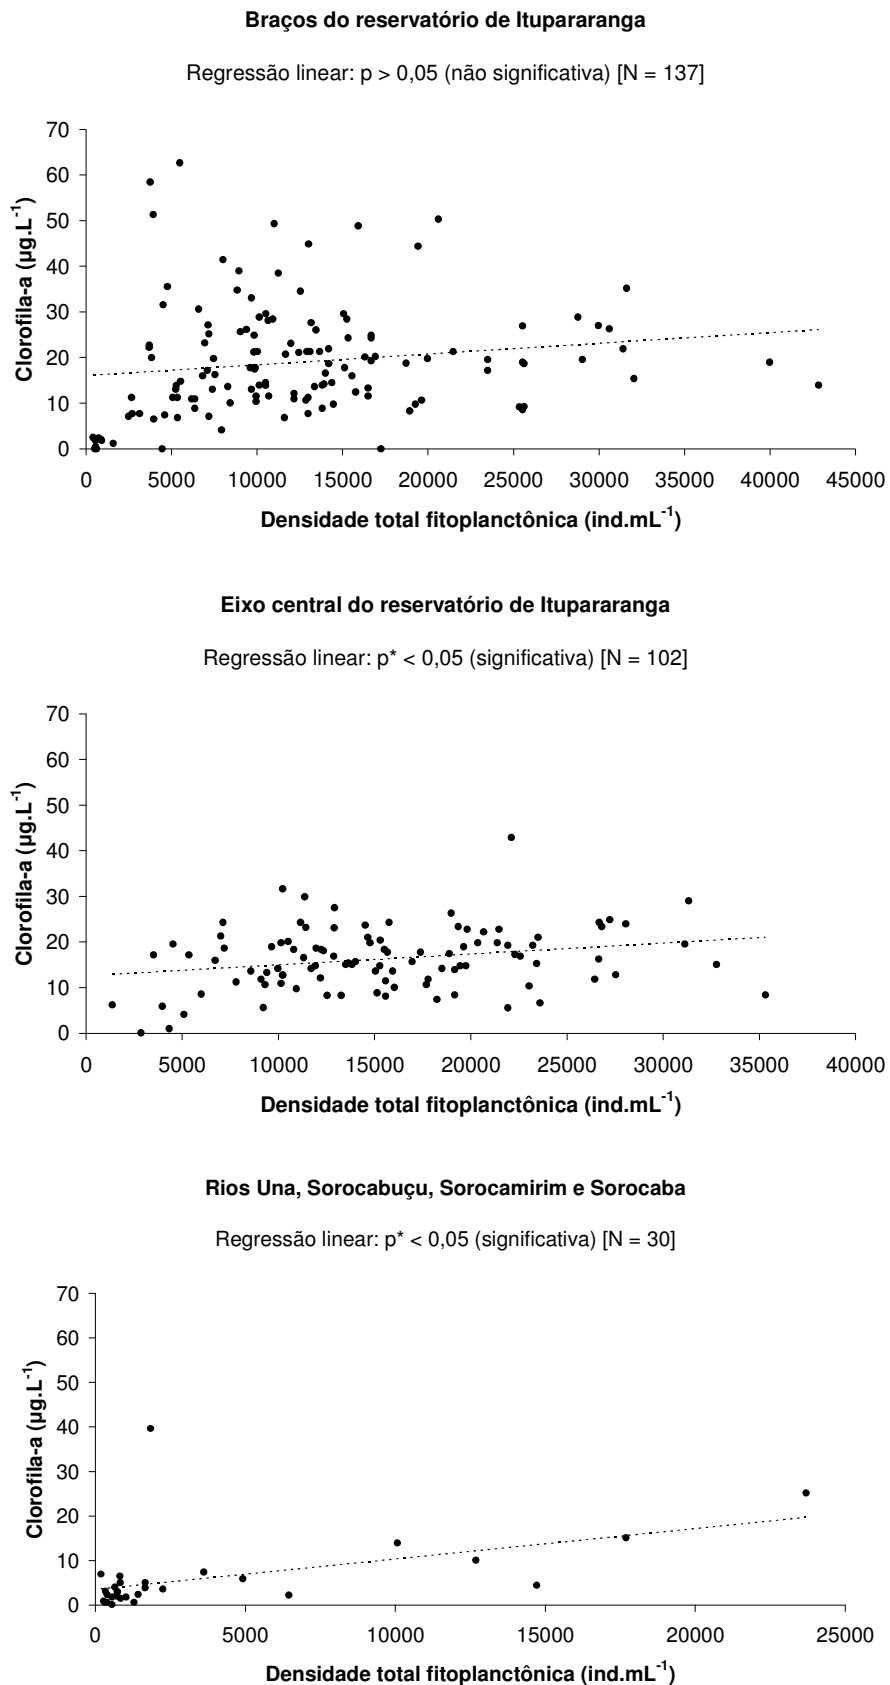 Braços do reservatório de Itupararanga
Regressão linear: p > 0,05 (não significativa) [N = 137]
70
60
50
40
30
20
10
0
Clorofila-a (µg.L⁻¹)
0 5000 10000 15000 20000 25000 30000 35000 40000 45000
Densidade total fitoplanctônica (ind.mL⁻¹)
Eixo central do reservatório de Itupararanga
Regressão linear: p* < 0,05 (significativa) [N = 102]
70
60
50
40
30
20
10
0
Clorofila-a (µg.L⁻¹)
0 5000 10000 15000 20000 25000 30000 35000 40000
Densidade total fitoplanctônica (ind.mL⁻¹)
Rios Una, Sorocabuçu, Sorocamirim e Sorocaba
Regressão linear: p* < 0,05 (significativa) [N = 30]
70
60
50
40
30
20
10
0
Clorofila-a (µg.L⁻¹)
0 5000 10000 15000 20000 25000
Densidade total fitoplanctônica (ind.mL⁻¹)